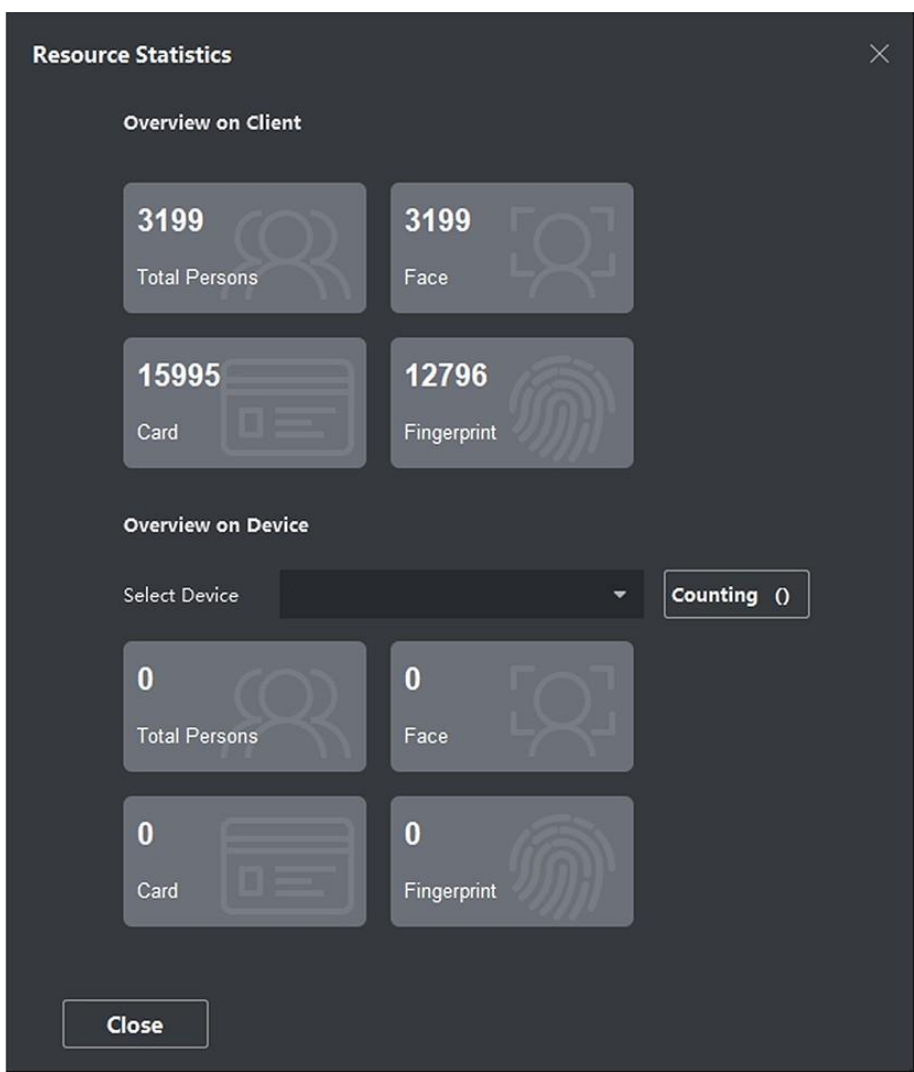 Resource Statistics
Overview on Client
3199
Total Persons
3199
Face
15995
Card
12796
Fingerprint
Overview on Device
Select Device
Counting ()
0
Total Persons
0
Face
0
Card
0
Fingerprint
Close